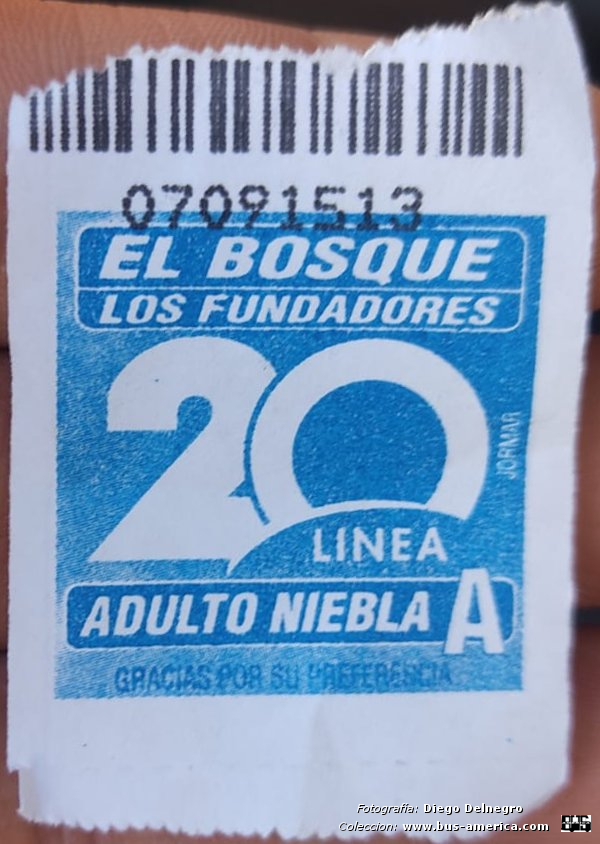 07091513
EL BOSQUE
LOS FUNDADORES
20
LINEA
JORMAR
ADULTO NIEBLA A
GRACIAS POR SU PREFERENCIA
Fotografía: Diego Delnegro
Coleccion: www.bus-america.com